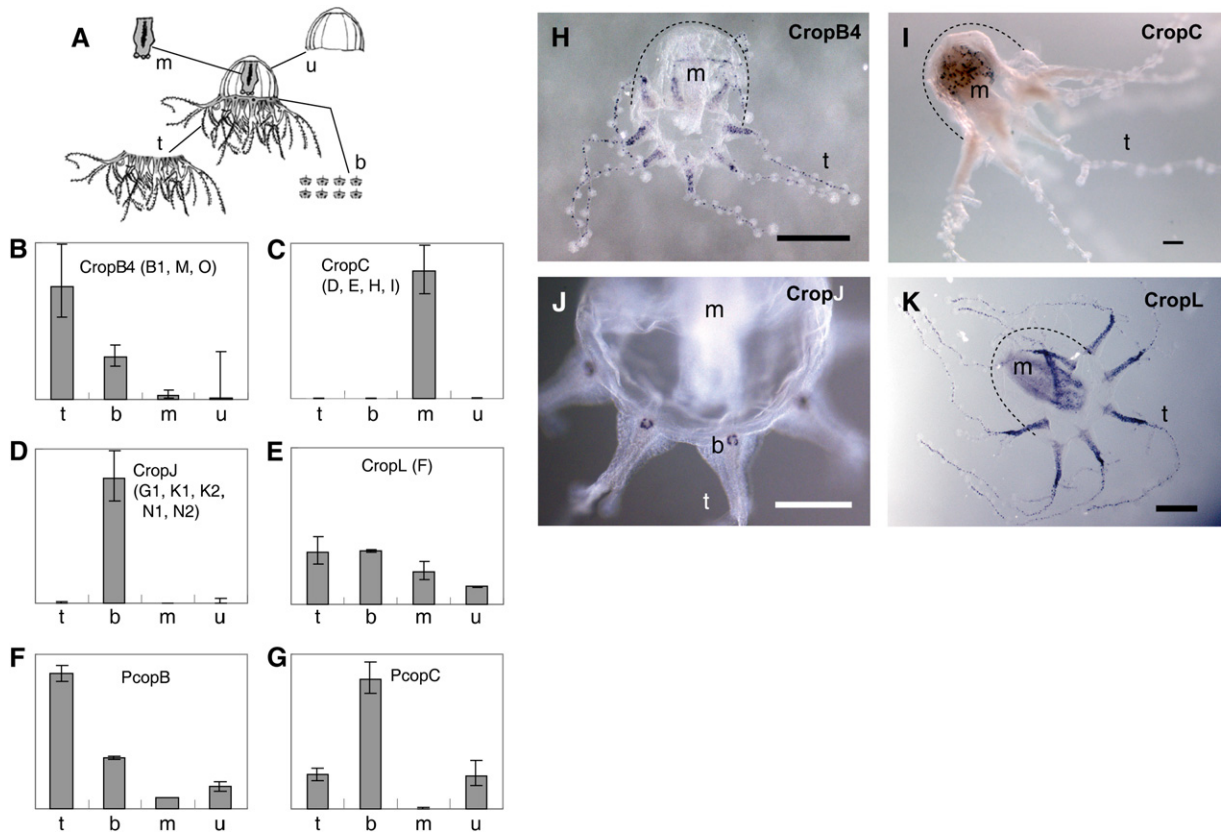 A
m
u
t
b
B
CropB4 (B1, M, O)
t b m u
C
CropC
(D, E, H, I)
t b m u
D
CropJ
(G1, K1, K2,
N1, N2)
t b m u
E
CropL (F)
t b m u
F
PcopB
t b m u
G
PcopC
t b m u
H
CropB4
m
t
I
CropC
m
t
J
CropJ
m
b
t
K
CropL
m
t